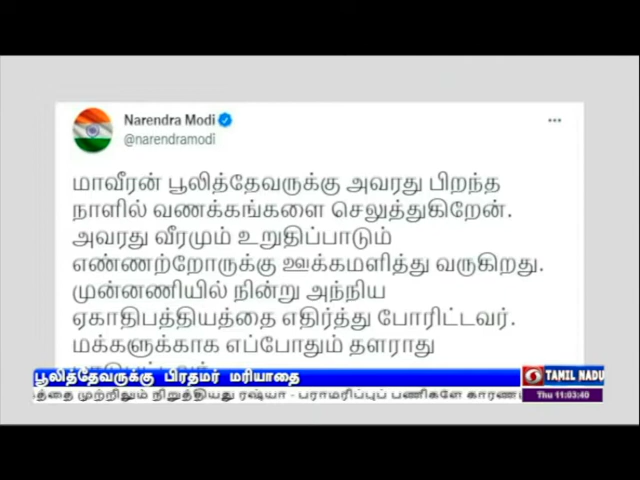 Narendra Modi
@narendramodi
மாவீரன் பூலித்தேவருக்கு அவரது பிறந்த
நாளில் வணக்கங்களை செலுத்துகிறேன்.
அவரது வீரமும் உறுதிப்பாடும்
எண்ணற்றோருக்கு ஊக்கமளித்து வருகிறது.
முன்னணியில் நின்று அந்நிய
ஏகாதிபத்தியத்தை எதிர்த்து போரிட்டவர்.
மக்களுக்காக எப்போதும் தளராது
பூலித்தேவருக்கு பிரதமர் மரியாதை
TAMIL NADU
முற்றிலும் நிறுத்தியது ரஷ்யா - பராமரிப்புப் பணிகளே
Thu 11:03:40